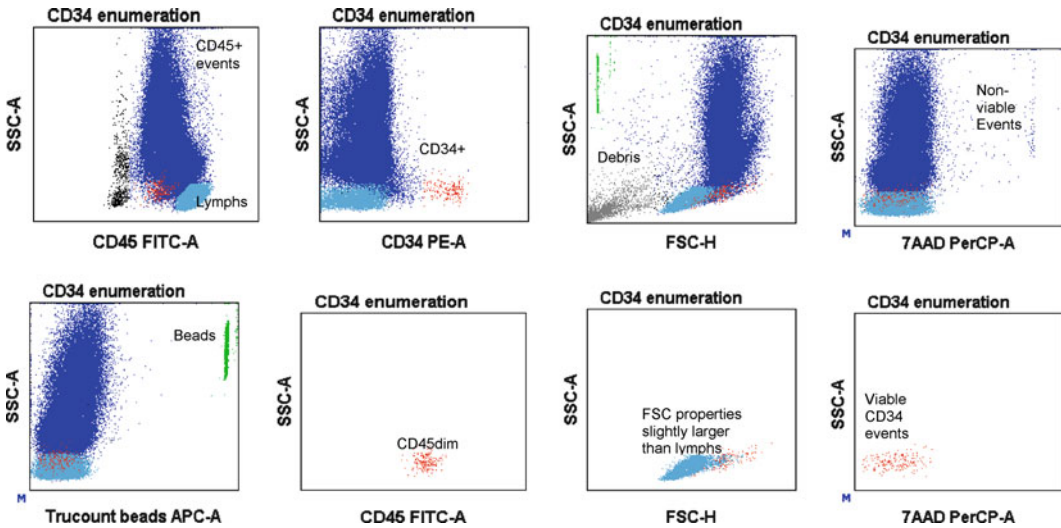 CD34 enumeration
SSC-A
CD45+
events
Lymphs
CD45 FITC-A
CD34 enumeration
SSC-A
CD34+
CD34 PE-A
CD34 enumeration
SSC-A
Debris
FSC-H
CD34 enumeration
SSC-A
Non-
viable
Events
M
7AAD PerCP-A
CD34 enumeration
SSC-A
Beads
M
Trucount beads APC-A
CD34 enumeration
SSC-A
CD45dim
CD45 FITC-A
CD34 enumeration
SSC-A
FSC properties
slightly larger
than lymphs
FSC-H
CD34 enumeration
SSC-A
Viable
CD34
events
M
7AAD PerCP-A